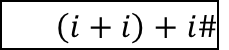 (i + i) + i#